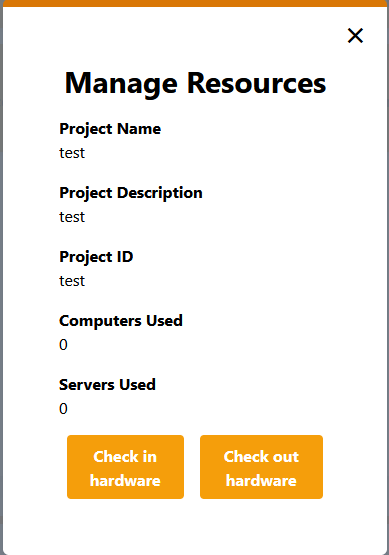 Manage Resources
Project Name
test
Project Description
test
Project ID
test
Computers Used
0
Servers Used
0
Check in
hardware
Check out
hardware